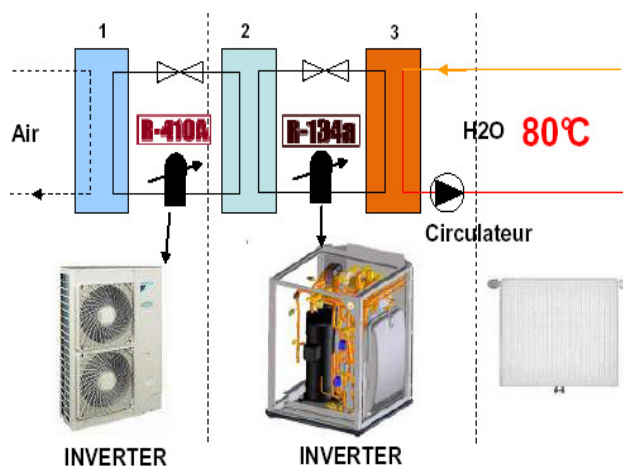 1
2
3
Air
R-410A
R-134a
H2O
80°C
Circulateur
INVERTER
INVERTER